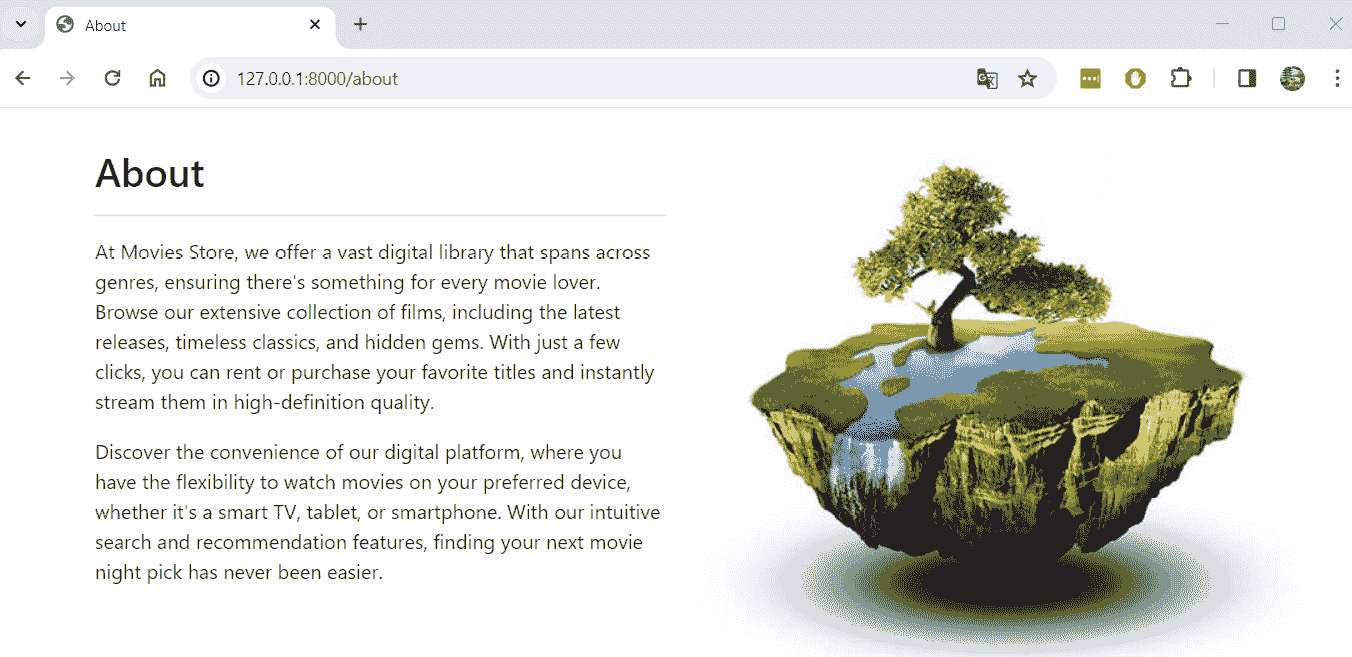 About
127.0.0.1:8000/about
About
At Movies Store, we offer a vast digital library that spans across
genres, ensuring there's something for every movie lover.
Browse our extensive collection of films, including the latest
releases, timeless classics, and hidden gems. With just a few
clicks, you can rent or purchase your favorite titles and instantly
stream them in high-definition quality.
Discover the convenience of our digital platform, where you
have the flexibility to watch movies on your preferred device,
whether it's a smart TV, tablet, or smartphone. With our intuitive
search and recommendation features, finding your next movie
night pick has never been easier.